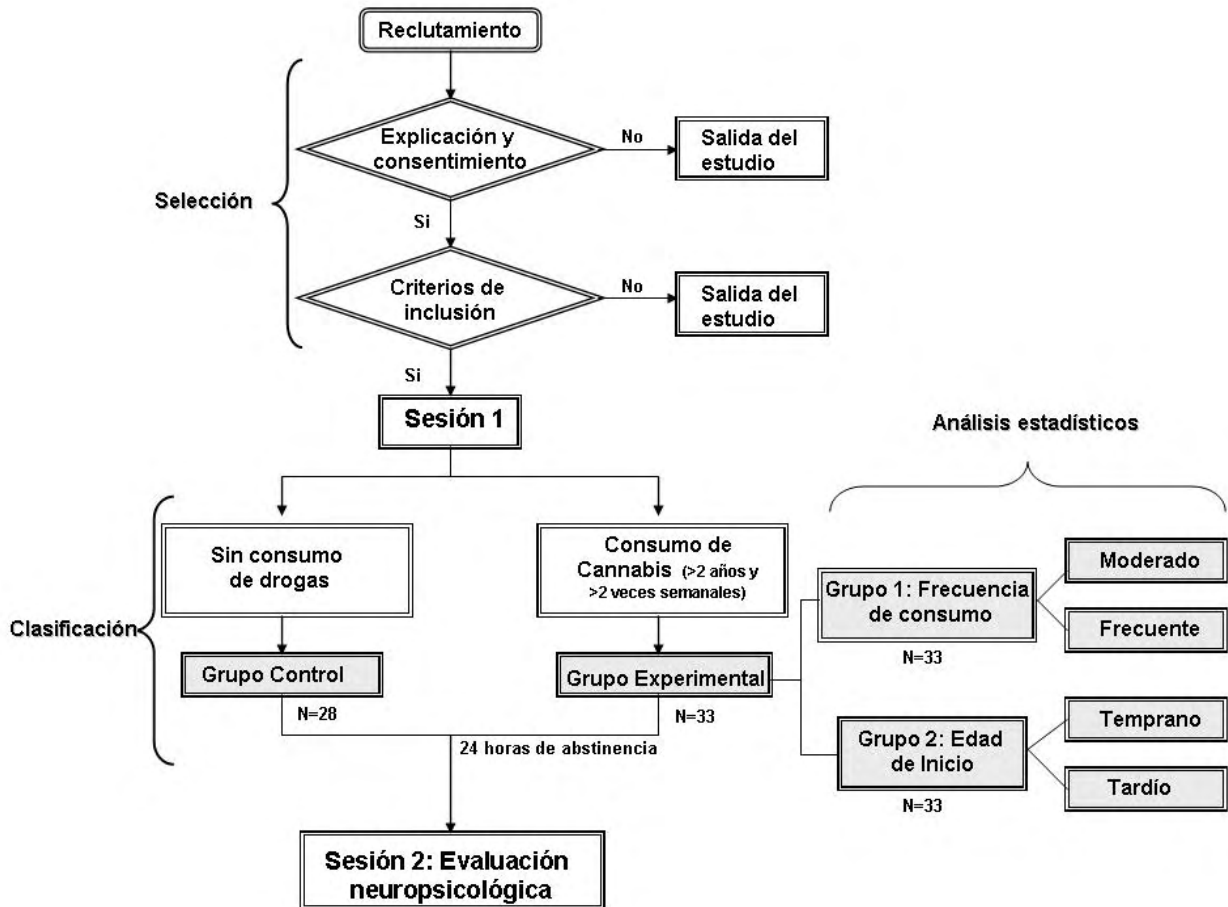 Reclutamiento
Explicación y
consentimiento
No
Salida del
estudio
Selección
Si
Criterios de
inclusión
No
Salida del
estudio
Si
Sesión 1
Análisis estadísticos
Sin consumo
de drogas
Consumo de
Cannabis (>2 años y
>2 veces semanales)
Grupo 1: Frecuencia
de consumo
N=33
Moderado
Frecuente
Clasificación
Grupo Control
N=28
Grupo Experimental
N=33
24 horas de abstinencia
Grupo 2: Edad
de Inicio
N=33
Temprano
Tardío
Sesión 2: Evaluación
neuropsicológica